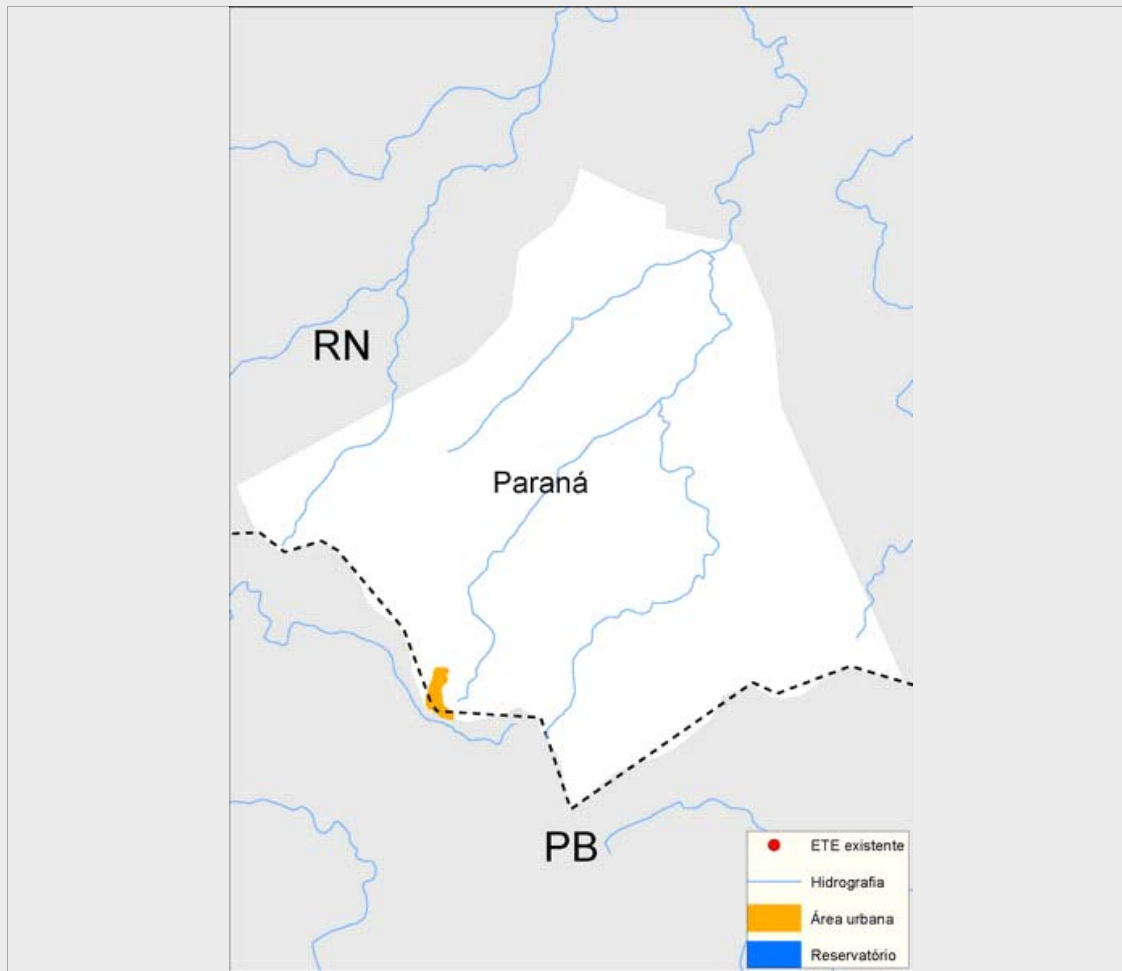 RN
Paraná
PB
ETE existente
Hidrografia
Área urbana
Reservatório